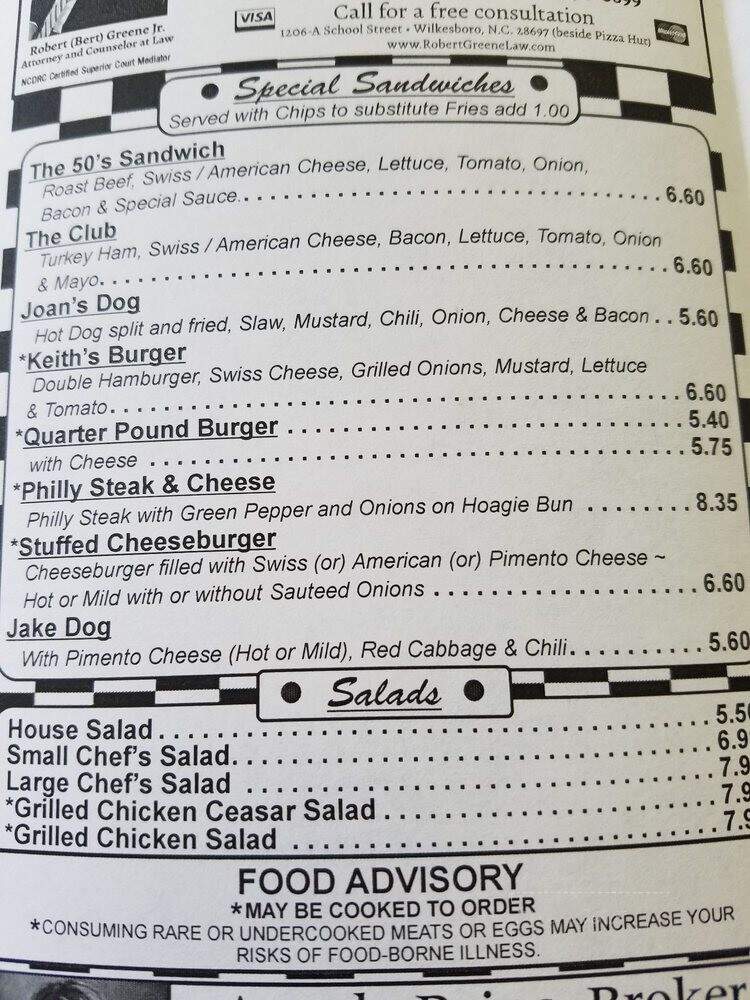 Robert (Bert) Greene Jr.
Attorney and Counselor at Law
NCDRC Certified Superior Court Mediator
VISA
Call for a free consultation
1206-A School Street • Wilkesboro, N.C. 28697 (beside Pizza Hut)
www.RobertGreeneLaw.com
• Special Sandwiches •
Served with Chips to substitute Fries add 1.00
The 50's Sandwich
Roast Beef, Swiss / American Cheese, Lettuce, Tomato, Onion,
Bacon & Special Sauce. 6.60
The Club
Turkey Ham, Swiss / American Cheese, Bacon, Lettuce, Tomato, Onion
& Mayo. 6.60
Joan's Dog
Hot Dog split and fried, Slaw, Mustard, Chili, Onion, Cheese & Bacon . . 5.60
*Keith's Burger
Double Hamburger, Swiss Cheese, Grilled Onions, Mustard, Lettuce
& Tomato. 6.60
*Quarter Pound Burger 5.40
with Cheese 5.75
*Philly Steak & Cheese
Philly Steak with Green Pepper and Onions on Hoagie Bun 8.35
*Stuffed Cheeseburger
Cheeseburger filled with Swiss (or) American (or) Pimento Cheese ~
Hot or Mild with or without Sauteed Onions 6.60
Jake Dog
With Pimento Cheese (Hot or Mild), Red Cabbage & Chili. 5.60
• Salads •
House Salad 5.5
Small Chef's Salad. 6.9
Large Chef's Salad 7.9
*Grilled Chicken Ceasar Salad 7.9
*Grilled Chicken Salad 7.9
FOOD ADVISORY
*MAY BE COOKED TO ORDER
*CONSUMING RARE OR UNDERCOOKED MEATS OR EGGS MAY INCREASE YOUR
RISKS OF FOOD-BORNE ILLNESS.